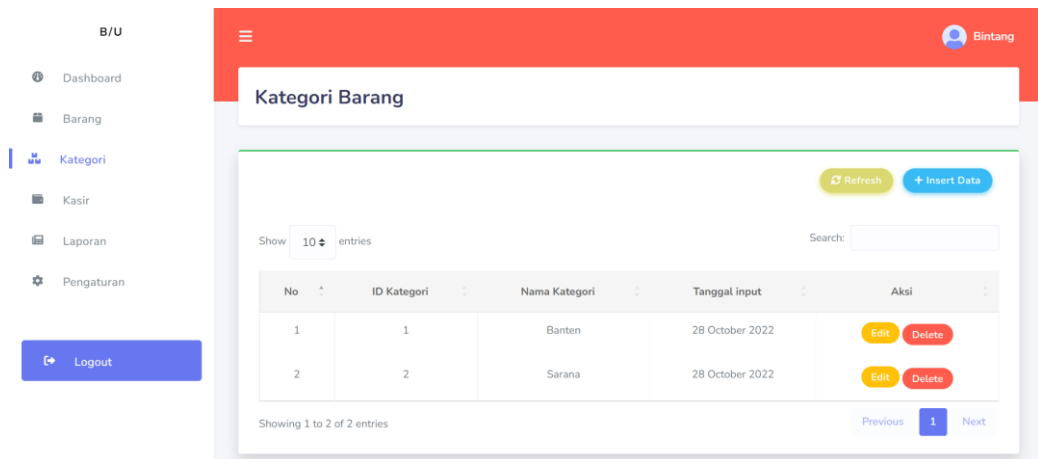 B/U
Bintang
Dashboard
Barang
Kategori
Kasir
Laporan
Pengaturan
Logout
Kategori Barang
Refresh + Insert Data
Show 10 entries Search:
No ID Kategori Nama Kategori Tanggal input Aksi
1 1 Banten 28 October 2022 Edit Delete
2 2 Sarana 28 October 2022 Edit Delete
Showing 1 to 2 of 2 entries Previous 1 Next